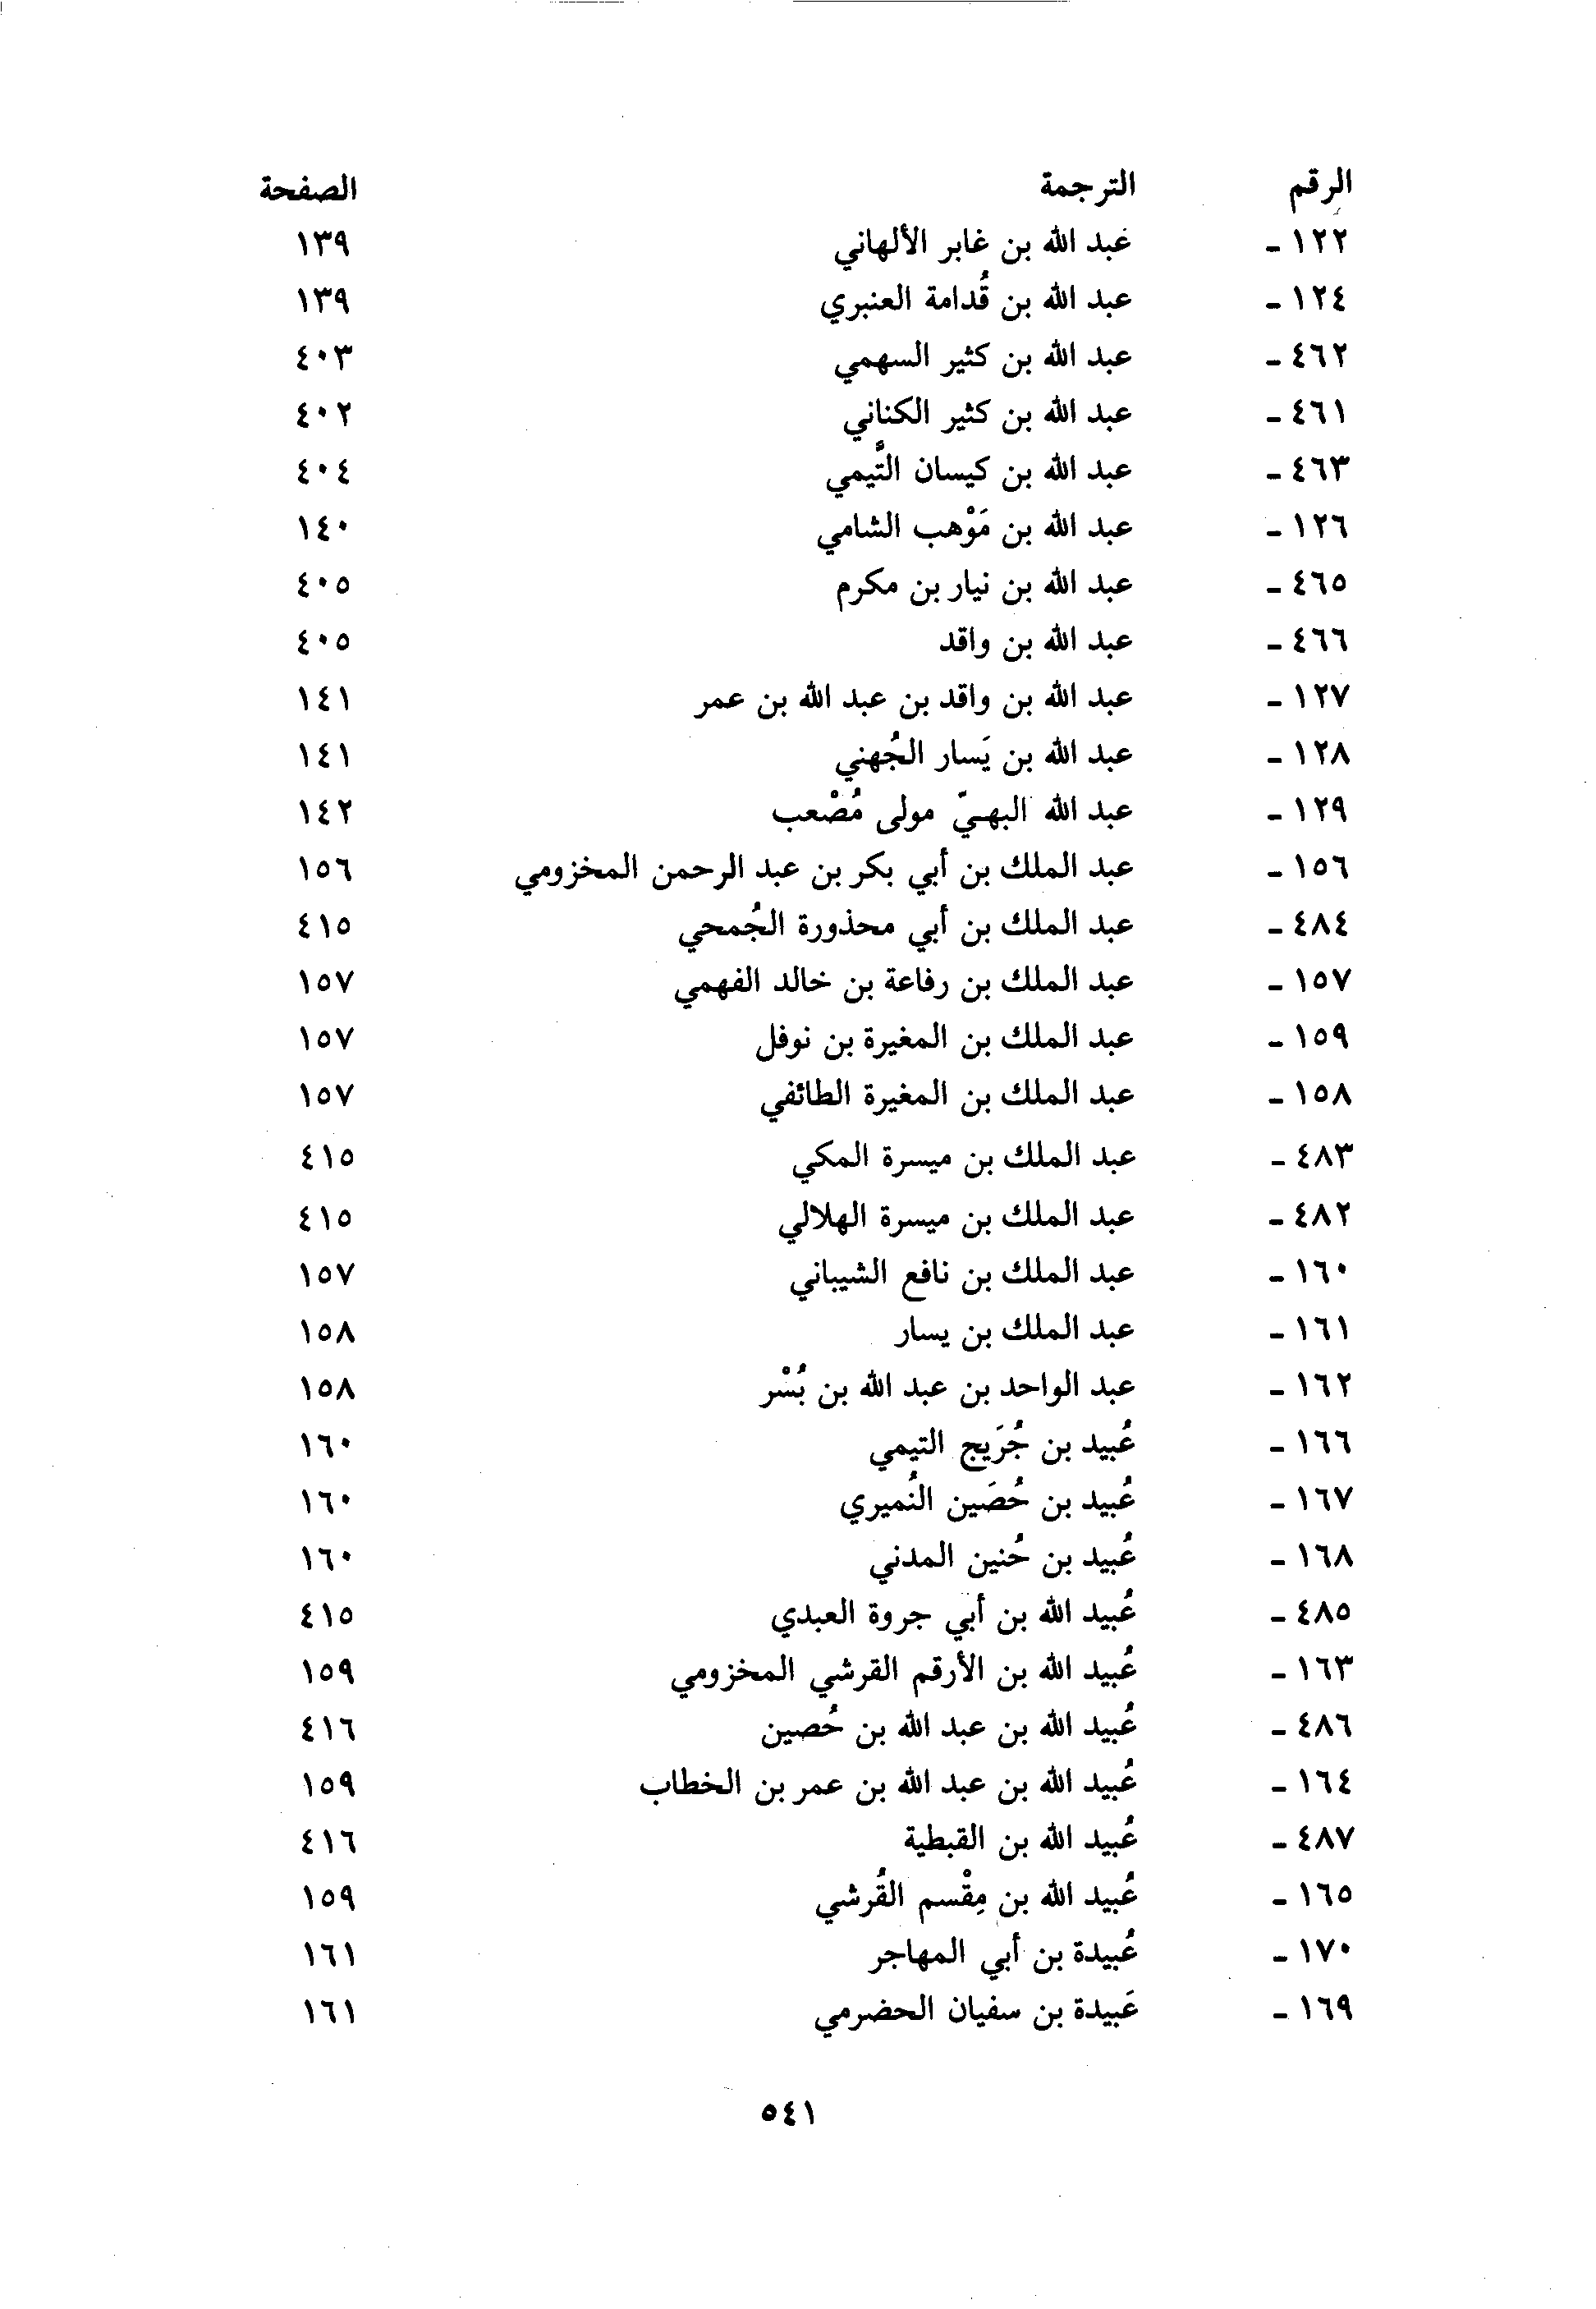 الرقم الترجمة الصفحة
١٢٢ - عبد الله بن غابر الألهاني ١٣٩
١٢٤ - عبد الله بن قُدامة العنبري ١٣٩
٤٦٢ - عبد الله بن كثير السهمي ٤٠٣
٤٦١ - عبد الله بن كثير الكناني ٤٠٢
٤٦٣ - عبد الله بن كيسان التَّيمي ٤٠٤
١٢٦ - عبد الله بن مَوْهب الشامي ١٤٠
٤٦٥ - عبد الله بن نيار بن مكرم ٤٠٥
٤٦٦ - عبد الله بن واقد ٤٠٥
١٢٧ - عبد الله بن واقد بن عبد الله بن عمر ١٤١
١٢٨ - عبد الله بن يَسار الجُهني ١٤١
١٢٩ - عبد الله البهيّ مولى مُصْعب ١٤٢
١٥٦ - عبد الملك بن أبي بكر بن عبد الرحمن المخزومي ١٥٦
٤٨٤ - عبد الملك بن أبي محذورة الجُمحي ٤١٥
١٥٧ - عبد الملك بن رفاعة بن خالد الفهمي ١٥٧
١٥٩ - عبد الملك بن المغيرة بن نوفل ١٥٧
١٥٨ - عبد الملك بن المغيرة الطائفي ١٥٧
٤٨٣ - عبد الملك بن ميسرة المكي ٤١٥
٤٨٢ - عبد الملك بن ميسرة الهلالي ٤١٥
١٦٠ - عبد الملك بن نافع الشيباني ١٥٧
١٦١ - عبد الملك بن يسار ١٥٨
١٦٢ - عبد الواحد بن عبد الله بن بُسْر ١٥٨
١٦٦ - عُبيد بن جُرَيج التيمي ١٦٠
١٦٧ - عُبيد بن حُصَين النُميري ١٦٠
١٦٨ - عُبيد بن حُنين المدني ١٦٠
٤٨٥ - عُبيد الله بن أبي جروة العبدي ٤١٥
١٦٣ - عُبيد الله بن الأرقم القرشي المخزومي ١٥٩
٤٨٦ - عُبيد الله بن عبد الله بن حُصين ٤١٦
١٦٤ - عُبيد الله بن عبد الله بن عمر بن الخطاب ١٥٩
٤٨٧ - عُبيد الله بن القبطية ٤١٦
١٦٥ - عُبيد الله بن مِقْسم القُرشي ١٥٩
١٧٠ - عُبيدة بن أبي المهاجر ١٦١
١٦٩ - عَبيدة بن سفيان الحضرمي ١٦١
٥٤١